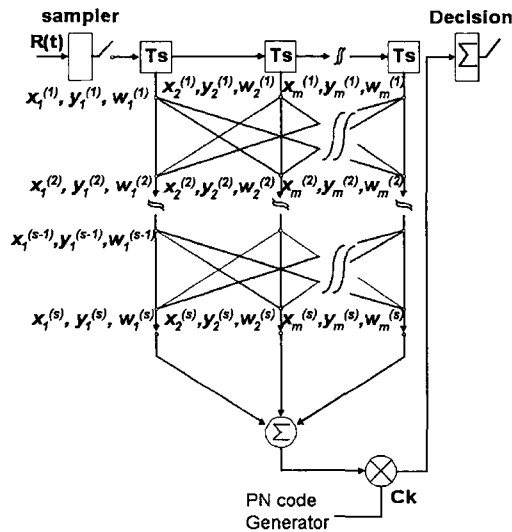 sampler
Decision
R(t)
Ts
Ts
Ts
Σ
x₁⁽¹⁾, y₁⁽¹⁾, w₁⁽¹⁾ x₂⁽¹⁾,y₂⁽¹⁾,w₂⁽¹⁾ xₘ⁽¹⁾,yₘ⁽¹⁾,wₘ⁽¹⁾
x₁⁽²⁾, y₁⁽²⁾, w₁⁽²⁾ x₂⁽²⁾,y₂⁽²⁾,w₂⁽²⁾ xₘ⁽²⁾,yₘ⁽²⁾,wₘ⁽²⁾
x₁⁽ˢ⁻¹⁾,y₁⁽ˢ⁻¹⁾,w₁⁽ˢ⁻¹⁾
x₁⁽ˢ⁾, y₁⁽ˢ⁾, w₁⁽ˢ⁾ x₂⁽ˢ⁾,y₂⁽ˢ⁾,w₂⁽ˢ⁾ xₘ⁽ˢ⁾,yₘ⁽ˢ⁾,wₘ⁽ˢ⁾
Σ
PN code
Generator
Ck